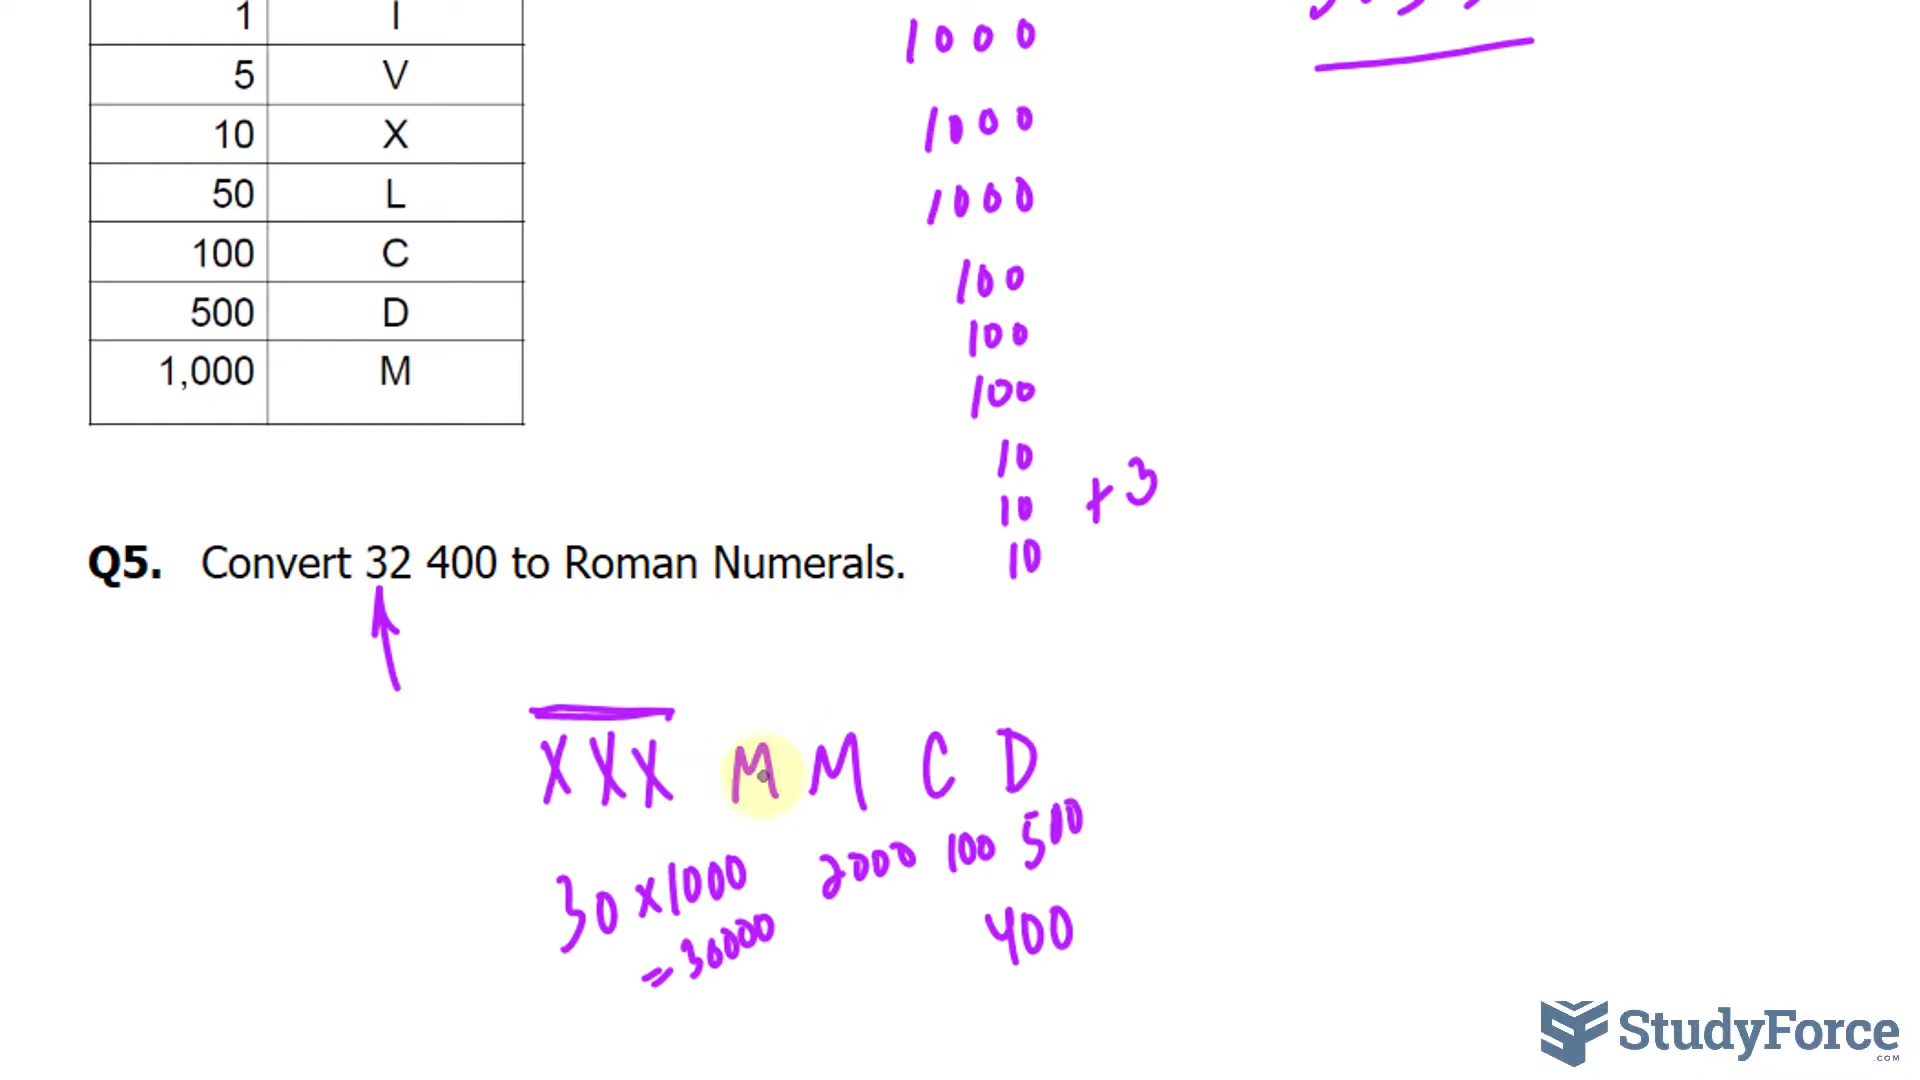 1 I
5 V
10 X
50 L
100 C
500 D
1,000 M
1000
1000
1000
100
100
100
10
10 + 3
10
Q5. Convert 32 400 to Roman Numerals.
X̅X̅X̅ M M C D
30 x 1000 2000 100 500
= 30000 400
StudyForce
.COM